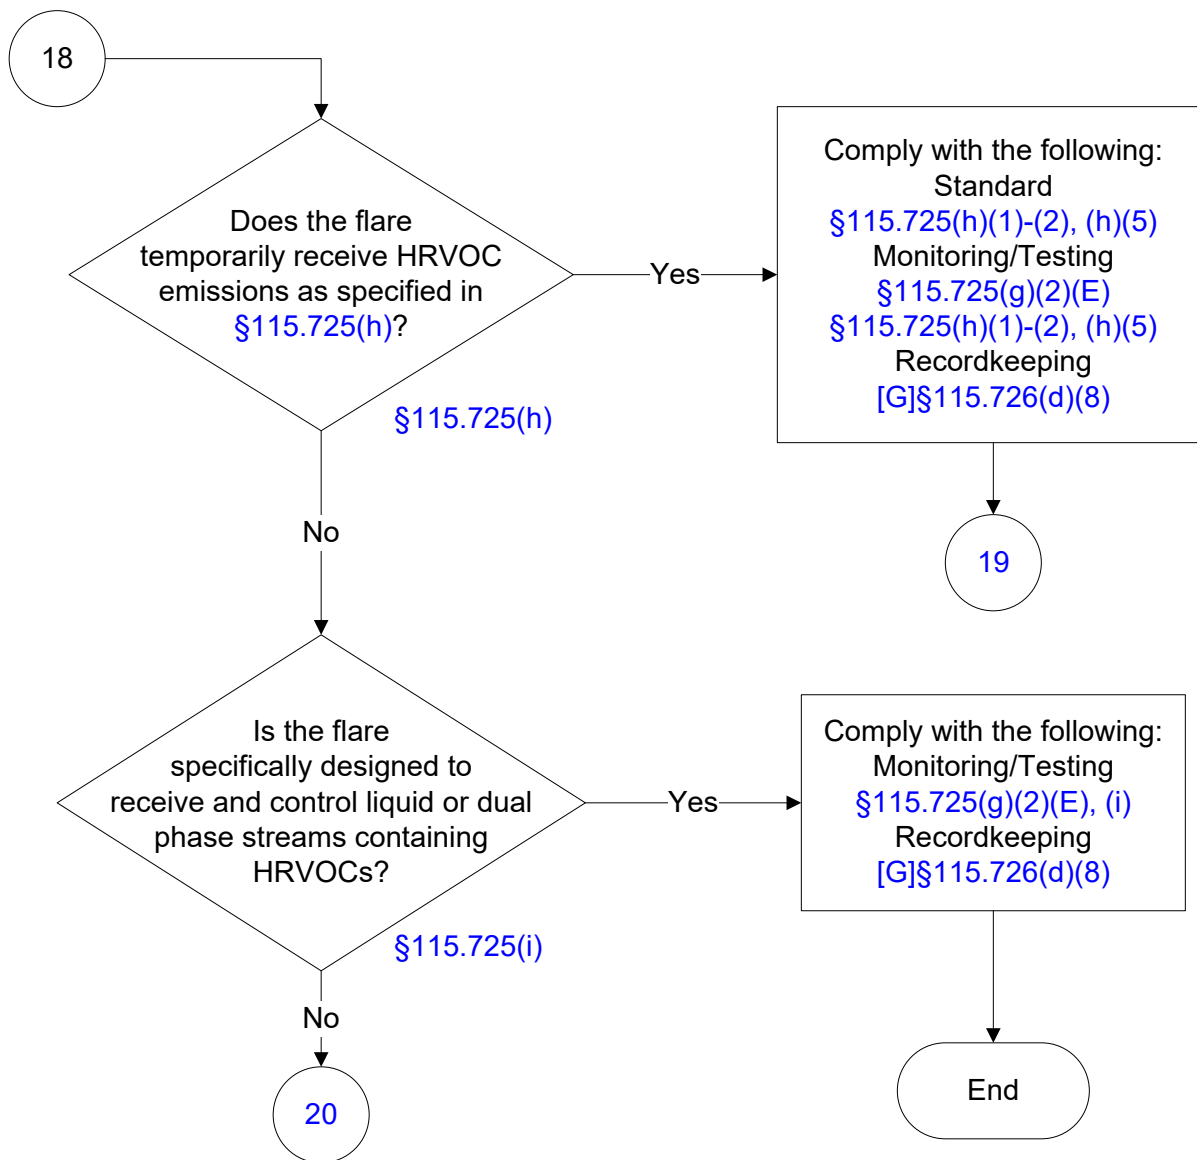 18
Does the flare
temporarily receive HRVOC
emissions as specified in
§115.725(h)?
§115.725(h)
Yes
Comply with the following:
Standard
§115.725(h)(1)-(2), (h)(5)
Monitoring/Testing
§115.725(g)(2)(E)
§115.725(h)(1)-(2), (h)(5)
Recordkeeping
[G]§115.726(d)(8)
19
No
Is the flare
specifically designed to
receive and control liquid or dual
phase streams containing
HRVOCs?
§115.725(i)
Yes
Comply with the following:
Monitoring/Testing
§115.725(g)(2)(E), (i)
Recordkeeping
[G]§115.726(d)(8)
End
No
20